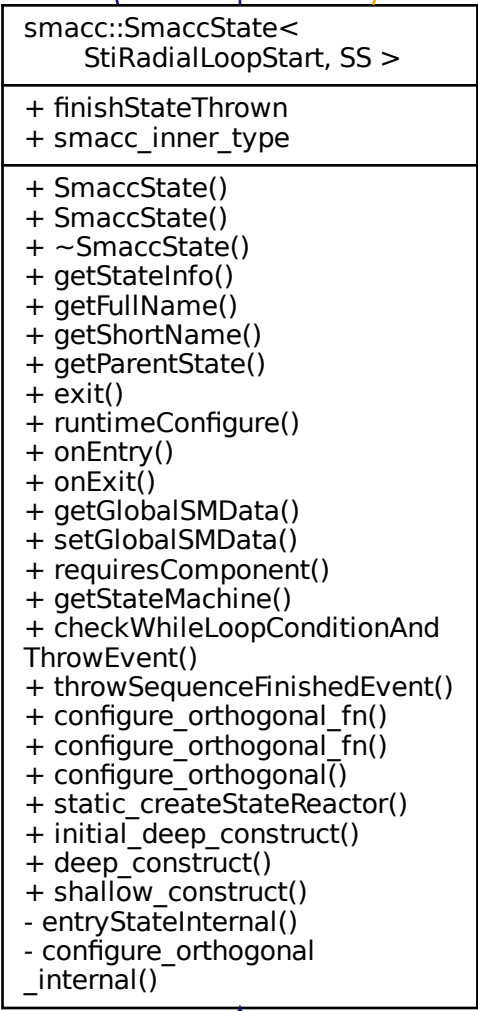 smacc::SmaccState<
StiRadialLoopStart, SS >
+ finishStateThrown
+ smacc_inner_type
+ SmaccState()
+ SmaccState()
+ ~SmaccState()
+ getStateInfo()
+ getFullName()
+ getShortName()
+ getParentState()
+ exit()
+ runtimeConfigure()
+ onEntry()
+ onExit()
+ getGlobalSMData()
+ setGlobalSMData()
+ requiresComponent()
+ getStateMachine()
+ checkWhileLoopConditionAnd
ThrowEvent()
+ throwSequenceFinishedEvent()
+ configure_orthogonal_fn()
+ configure_orthogonal_fn()
+ configure_orthogonal()
+ static_createStateReactor()
+ initial_deep_construct()
+ deep_construct()
+ shallow_construct()
- entryStateInternal()
- configure_orthogonal
_internal()